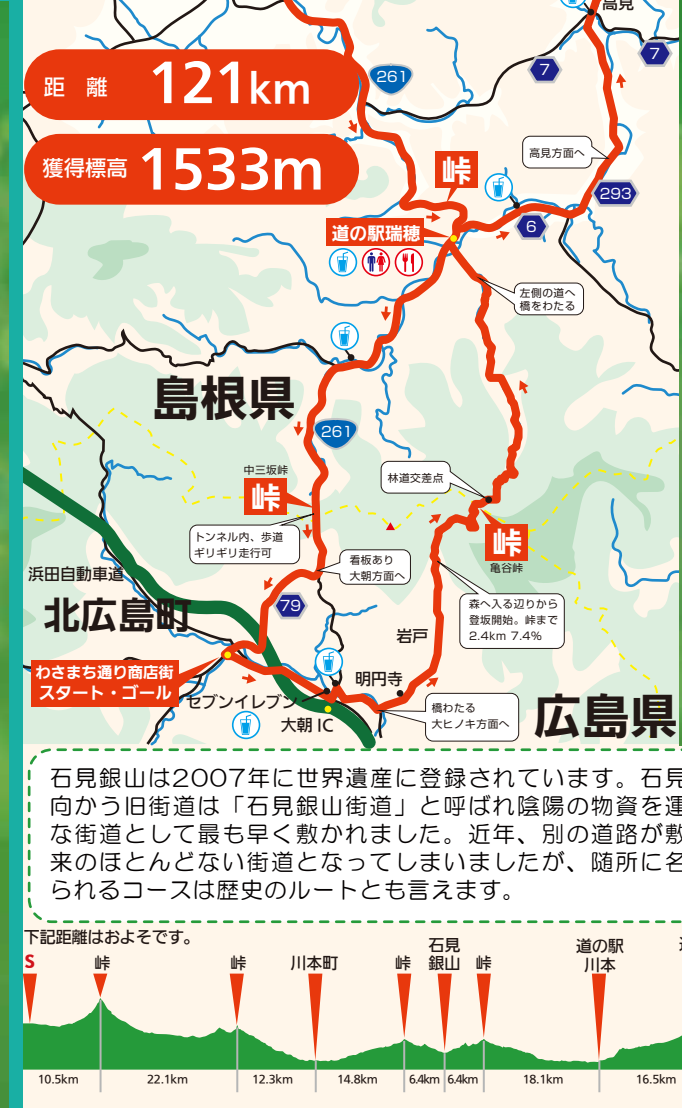 高見
距 離 121km
獲得標高 1533m
261
7
7
高見方面へ
峠
293
6
道の駅瑞穂
左側の道へ
橋をわたる
島根県
261
中三坂峠
峠
林道交差点
トンネル内、歩道
ギリギリ走行可
峠
亀谷峠
看板あり
大朝方面へ
浜田自動車道
北広島町
79
森へ入る辺りから
登坂開始。峠まで
2.4km 7.4%
岩戸
わさまち通り商店街
スタート・ゴール
明円寺
セブンイレブン
大朝 IC
橋わたる
大ヒノキ方面へ
広島県
石見銀山は2007年に世界遺産に登録されています。石見
向かう旧街道は「石見銀山街道」と呼ばれ陰陽の物資を運
な街道として最も早く敷かれました。近年、別の道路が敷
来のほとんどない街道となってしまいましたが、随所に名
られるコースは歴史のルートとも言えます。
下記距離はおよそです。
S 峠 峠 川本町 峠 石見銀山 峠 道の駅川本
10.5km 22.1km 12.3km 14.8km 6.4km 6.4km 18.1km 16.5km